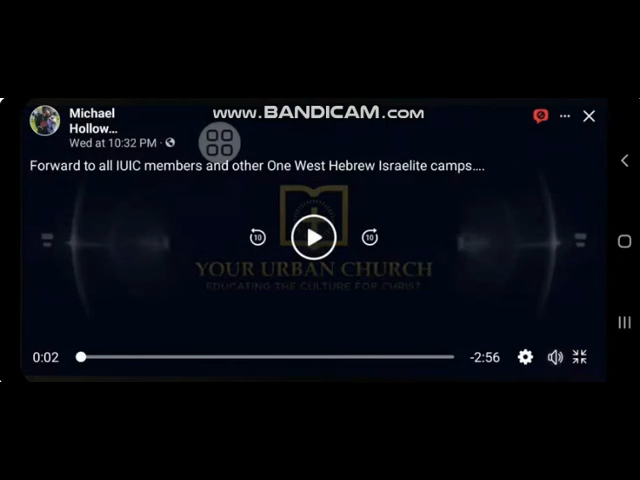 www.BANDICAM.com
Michael
Hollow...
Wed at 10:32 PM ·
Forward to all IUIC members and other One West Hebrew Israelite camps....
10
10
YOUR URBAN CHURCH
EDUCATING THE CULTURE FOR CHRIST
0:02
-2:56